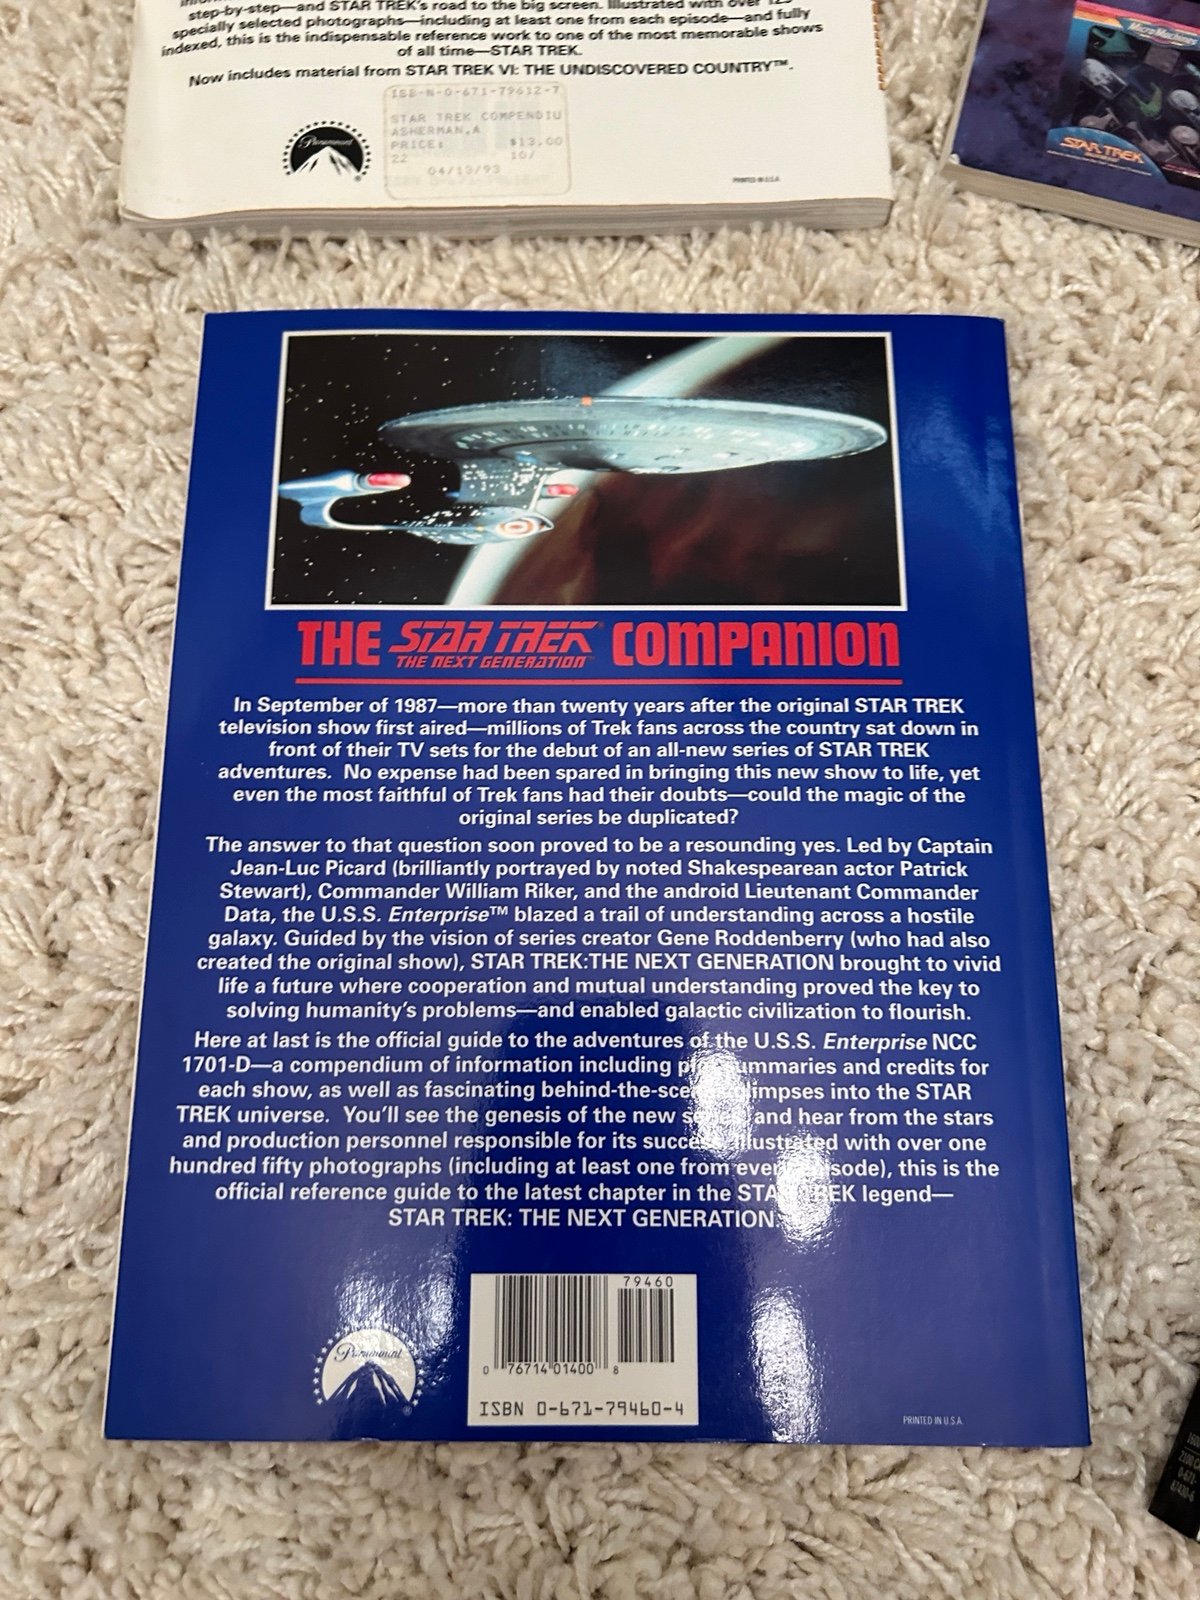 step-by-step—and STAR TREK's road to the big screen. Illustrated with over 125
specially selected photographs—including at least one from each episode—and fully
indexed, this is the indispensable reference work to one of the most memorable shows
of all time—STAR TREK.
Now includes material from STAR TREK VI: THE UNDISCOVERED COUNTRY™.
ISB-N-0-671-79612-7
STAR TREK COMPENDIU
ASHERMAN,A
PRICE: $13.00
22 10/
04/13/93
Paramount
PRINTED IN U.S.A.
MicroMachines
STAR TREK
THE STAR TREK® COMPANION
THE NEXT GENERATION™
In September of 1987—more than twenty years after the original STAR TREK
television show first aired—millions of Trek fans across the country sat down in
front of their TV sets for the debut of an all-new series of STAR TREK
adventures. No expense had been spared in bringing this new show to life, yet
even the most faithful of Trek fans had their doubts—could the magic of the
original series be duplicated?
The answer to that question soon proved to be a resounding yes. Led by Captain
Jean-Luc Picard (brilliantly portrayed by noted Shakespearean actor Patrick
Stewart), Commander William Riker, and the android Lieutenant Commander
Data, the U.S.S. Enterprise™ blazed a trail of understanding across a hostile
galaxy. Guided by the vision of series creator Gene Roddenberry (who had also
created the original show), STAR TREK:THE NEXT GENERATION brought to vivid
life a future where cooperation and mutual understanding proved the key to
solving humanity's problems—and enabled galactic civilization to flourish.
Here at last is the official guide to the adventures of the U.S.S. Enterprise NCC
1701-D—a compendium of information including plot summaries and credits for
each show, as well as fascinating behind-the-scenes glimpses into the STAR
TREK universe. You'll see the genesis of the new series and hear from the stars
and production personnel responsible for its success. Illustrated with over one
hundred fifty photographs (including at least one from every episode), this is the
official reference guide to the latest chapter in the STAR TREK legend—
STAR TREK: THE NEXT GENERATION.
79460
0 76714 01400 8
ISBN 0-671-79460-4
Paramount
®
PRINTED IN U.S.A.